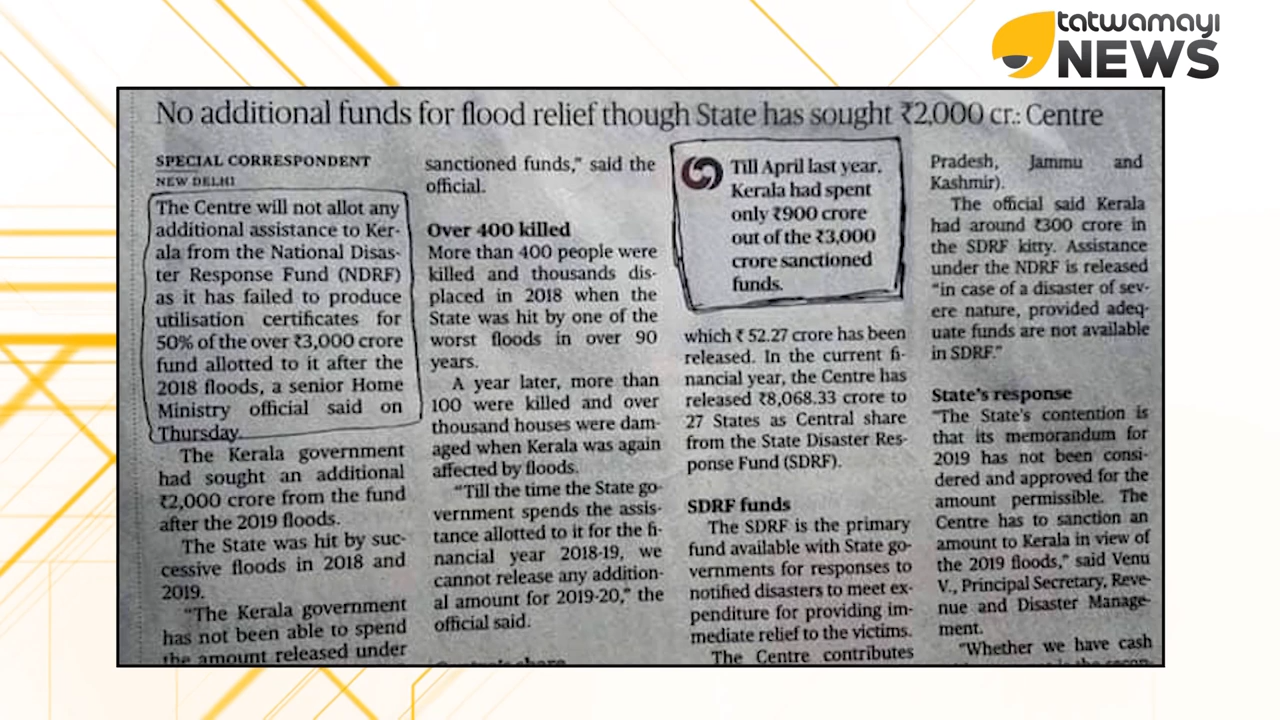 tatwamayi
NEWS
No additional funds for flood relief though State has sought ₹2,000 cr.: Centre
SPECIAL CORRESPONDENT
NEW DELHI
The Centre will not allot any
additional assistance to Ker-
ala from the National Disas-
ter Response Fund (NDRF)
as it has failed to produce
utilisation certificates for
50% of the over ₹3,000 crore
fund allotted to it after the
2018 floods, a senior Home
Ministry official said on
Thursday.
The Kerala government
had sought an additional
₹2,000 crore from the fund
after the 2019 floods.
The State was hit by suc-
cessive floods in 2018 and
2019.
“The Kerala government
has not been able to spend
the amount released under
sanctioned funds,” said the
official.
Over 400 killed
More than 400 people were
killed and thousands dis-
placed in 2018 when the
State was hit by one of the
worst floods in over 90
years.
A year later, more than
100 were killed and over
thousand houses were dam-
aged when Kerala was again
affected by floods.
“Till the time the State go-
vernment spends the assis-
tance allotted to it for the fi-
nancial year 2018-19, we
cannot release any addition-
al amount for 2019-20,” the
official said.
share
Till April last year,
Kerala had spent
only ₹900 crore
out of the ₹3,000
crore sanctioned
funds.
which ₹ 52.27 crore has been
released. In the current fi-
nancial year, the Centre has
released ₹8,068.33 crore to
27 States as Central share
from the State Disaster Res-
ponse Fund (SDRF).
SDRF funds
The SDRF is the primary
fund available with State go-
vernments for responses to
notified disasters to meet ex-
penditure for providing im-
mediate relief to the victims.
The Centre contributes
Pradesh, Jammu and
Kashmir).
The official said Kerala
had around ₹300 crore in
the SDRF kitty. Assistance
under the NDRF is released
“in case of a disaster of sev-
ere nature, provided adeq-
uate funds are not available
in SDRF.”
State's response
“The State's contention is
that its memorandum for
2019 has not been consi-
dered and approved for the
amount permissible. The
Centre has to sanction an
amount to Kerala in view of
the 2019 floods,” said Venu
V., Principal Secretary, Reve-
nue and Disaster Manage-
ment.
“Whether we have cash